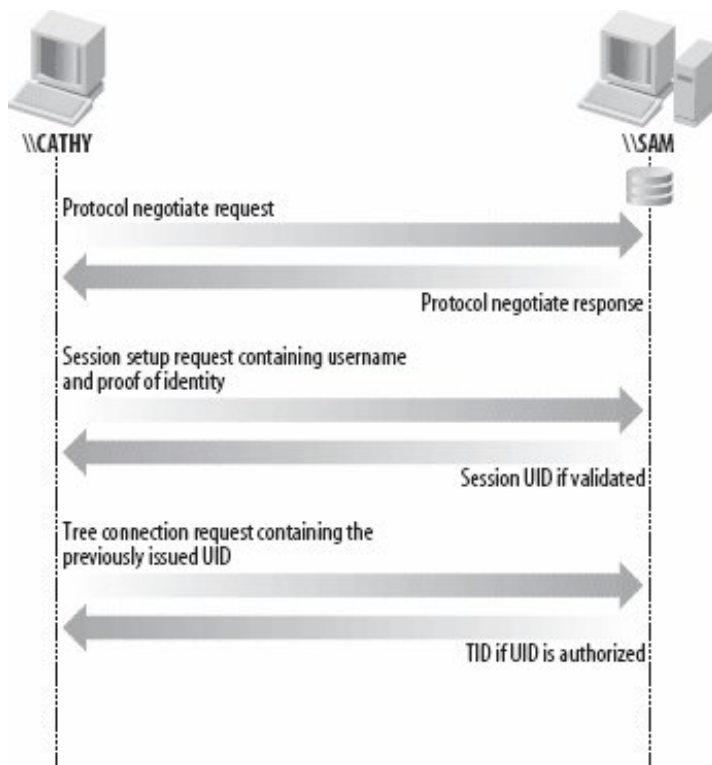 \\CATHY
\\SAM
Protocol negotiate request
Protocol negotiate response
Session setup request containing username
and proof of identity
Session UID if validated
Tree connection request containing the
previously issued UID
TID if UID is authorized